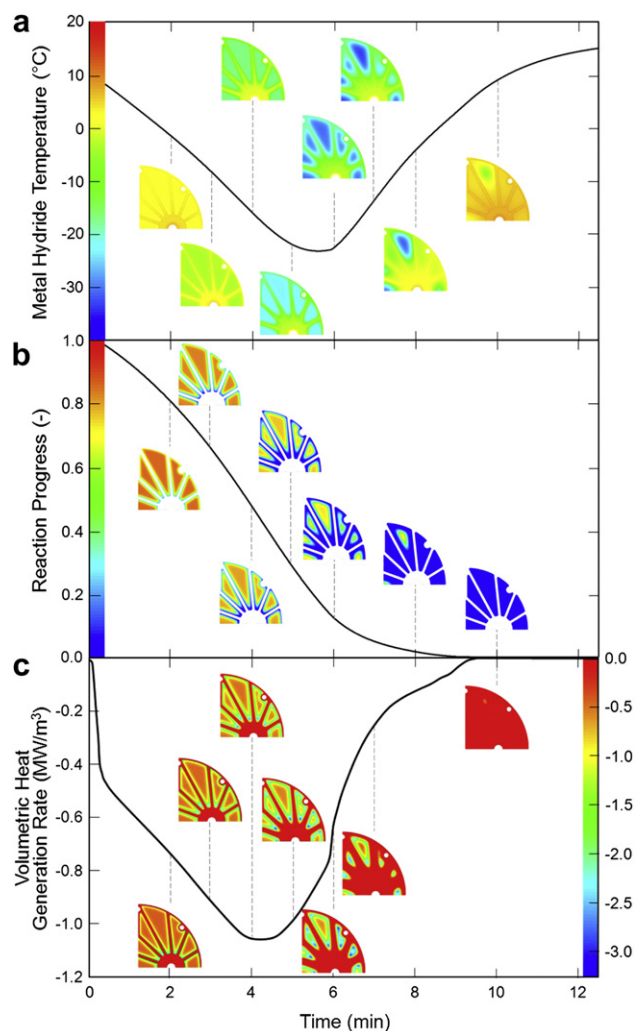 a
Metal Hydride Temperature (°C)
20
10
0
-10
-20
-30
b
Reaction Progress (-)
1.0
0.8
0.6
0.4
0.2
0.0
c
Volumetric Heat
Generation Rate (MW/m³)
-0.2
-0.4
-0.6
-0.8
-1.0
-1.2
0.0
-0.5
-1.0
-1.5
-2.0
-2.5
-3.0
0 2 4 6 8 10 12
Time (min)